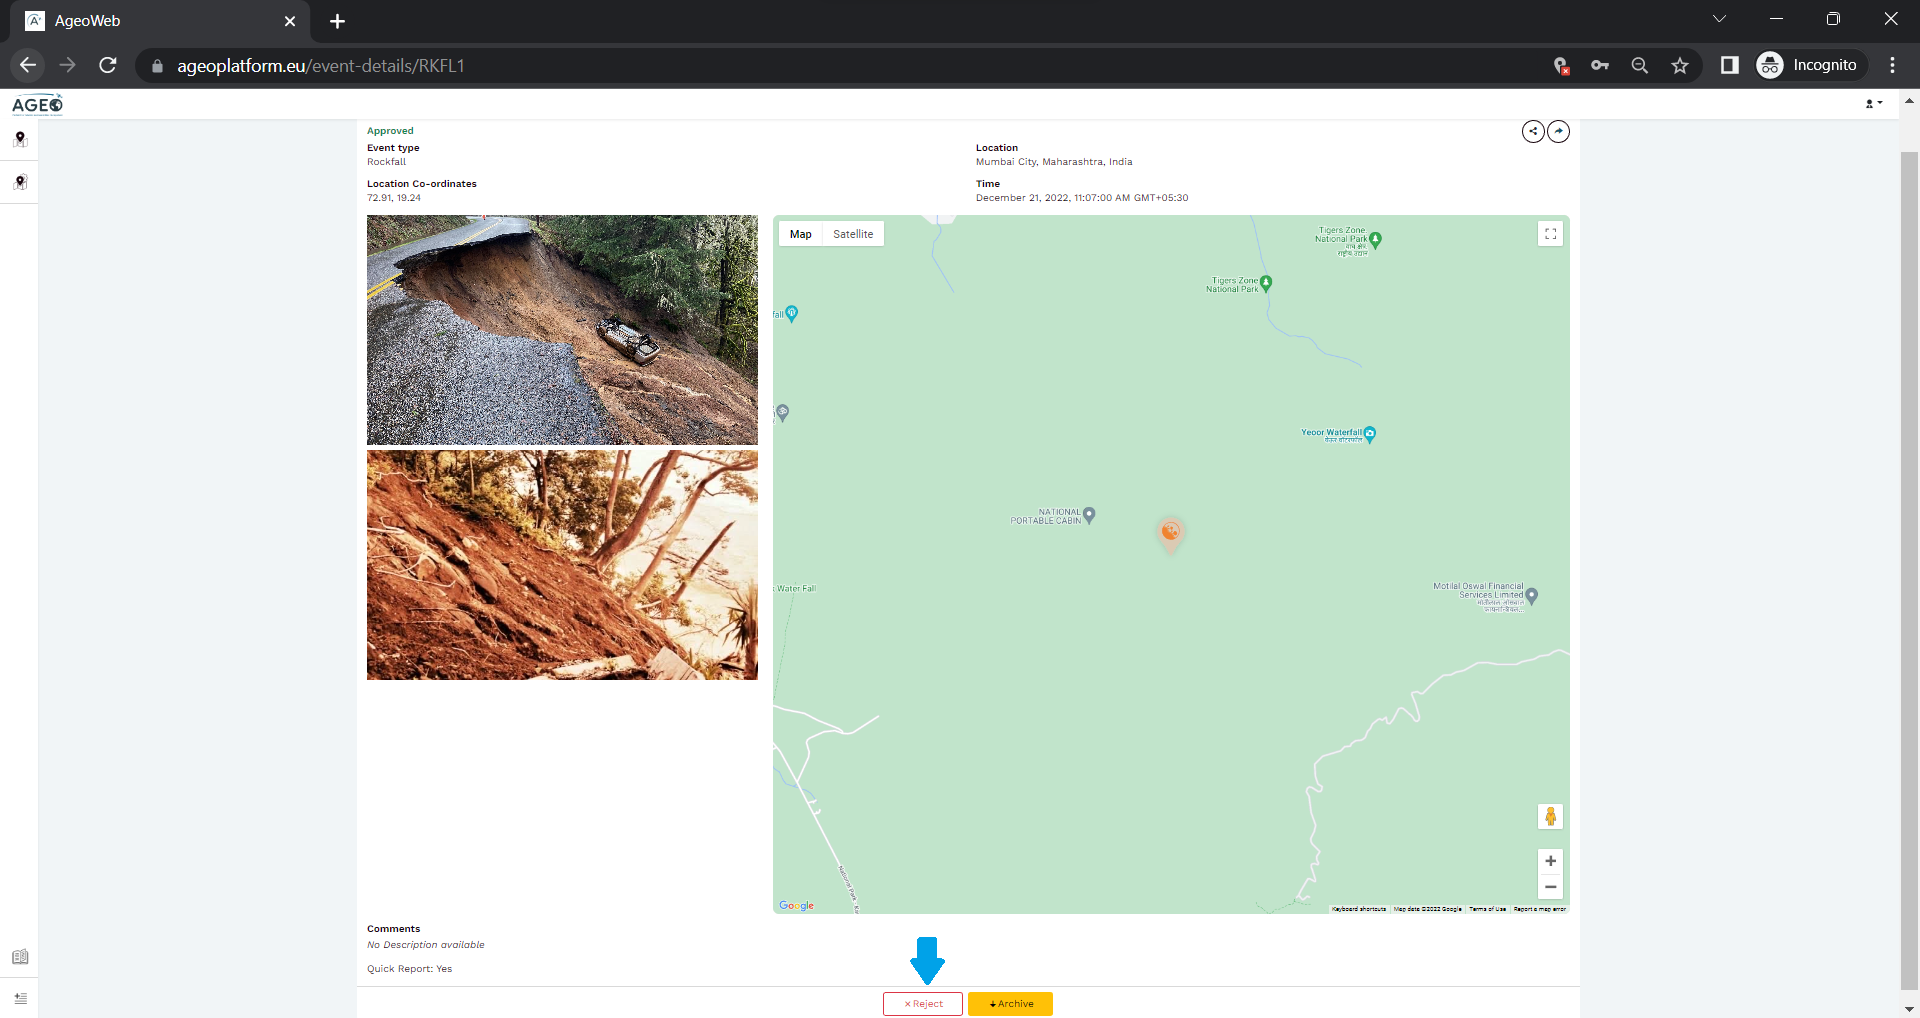 AgeoWeb
ageoplatform.eu/event-details/RKFL1
Incognito
AGEO
Approved
Event type
Rockfall
Location
Mumbai City, Maharashtra, India
Location Co-ordinates
72.91, 19.24
Time
December 21, 2022, 11:07:00 AM GMT+05:30
Map
Satellite
Tigers Zone,
National Park
Tigers Zone
National Park
fall
Yeoor Waterfall
NATIONAL
PORTABLE CABIN
Water Fall
Motilal Oswal Financial
Services Limited
National Park
Google
Keyboard shortcuts
Map data ©2022 Google
Terms of Use
Report a map error
Comments
No Description available
Quick Report: Yes
×Reject
Archive